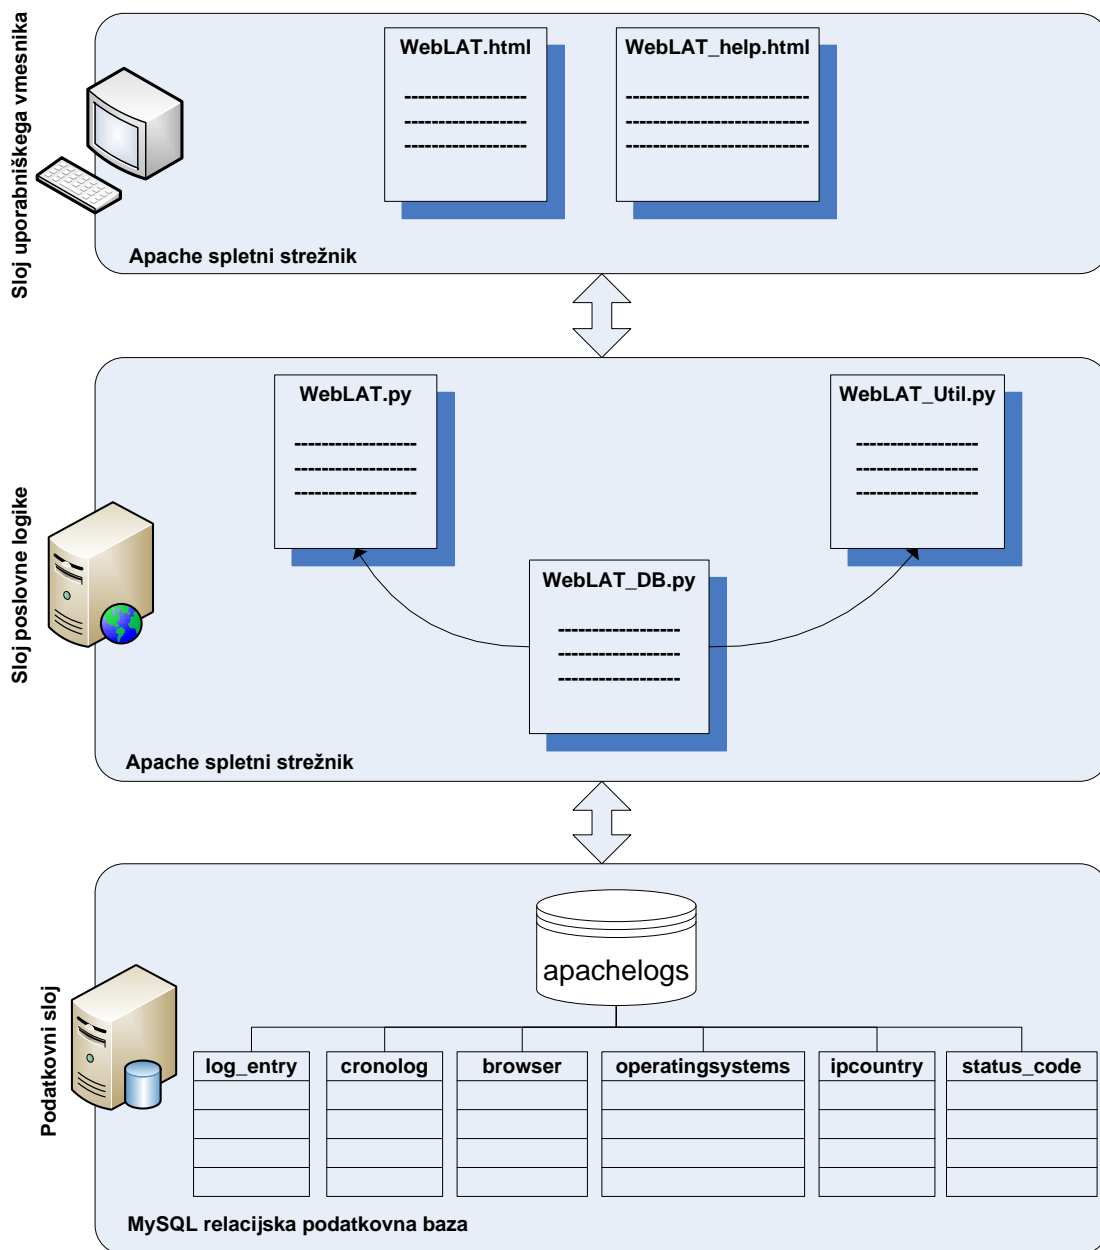 Sloj uporabniškega vmesnika
WebLAT.html
WebLAT_help.html
Apache spletni strežnik
Sloj poslovne logike
WebLAT.py
WebLAT_Util.py
WebLAT_DB.py
Apache spletni strežnik
Podatkovni sloj
apachelogs
log_entry
cronolog
browser
operatingsystems
ipcountry
status_code
MySQL relacijska podatkovna baza